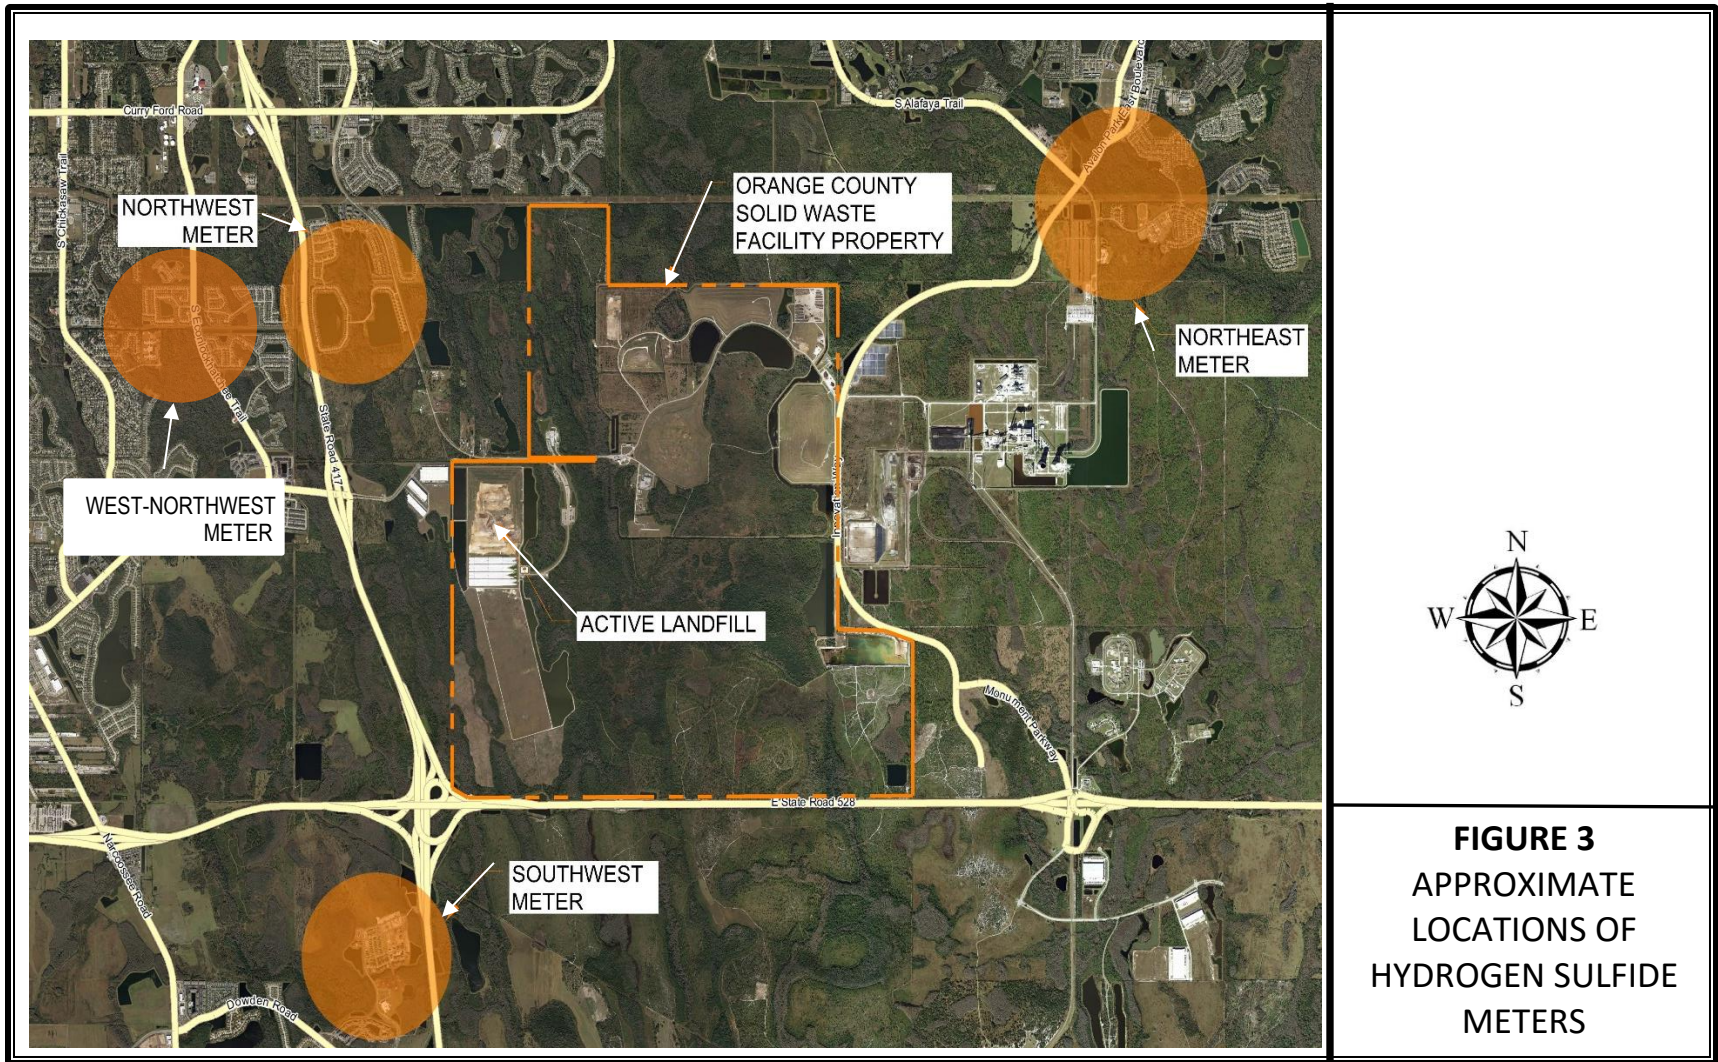 Curry Ford Road
S Alafaya Trail
Avalon Park East Boulevard
S Chickasaw Trail
NORTHWEST
METER
ORANGE COUNTY
SOLID WASTE
FACILITY PROPERTY
S Econlockhatchee Trail
NORTHEAST
METER
State Road 417
WEST-NORTHWEST
METER
ACTIVE LANDFILL
Monument Parkway
E State Road 528
Narcoossee Road
SOUTHWEST
METER
Dowden Road
N
W
E
S
FIGURE 3
APPROXIMATE
LOCATIONS OF
HYDROGEN SULFIDE
METERS